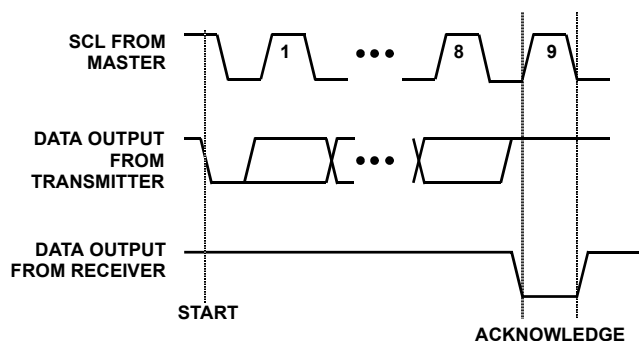 SCL FROM
MASTER
1
8
9
DATA OUTPUT
FROM
TRANSMITTER
DATA OUTPUT
FROM RECEIVER
START
ACKNOWLEDGE